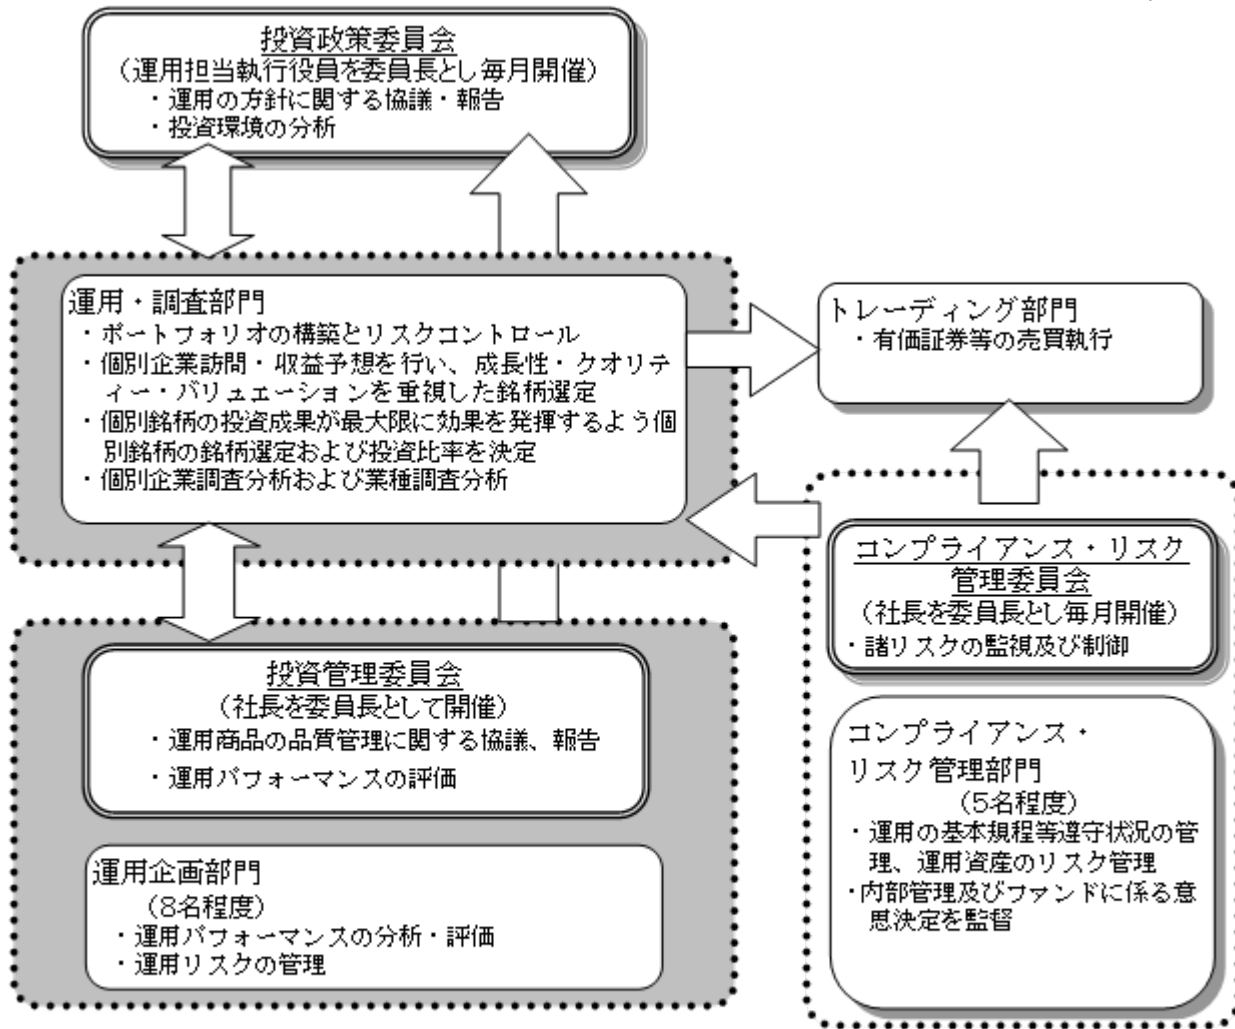 投資政策委員会
（運用担当執行役員を委員長とし毎月開催）
・運用の方針に関する協議・報告
・投資環境の分析
運用・調査部門
・ポートフォリオの構築とリスクコントロール
・個別企業訪問・収益予想を行い、成長性・クオリテ
ィー・バリュエーションを重視した銘柄選定
・個別銘柄の投資成果が最大限に効果を発揮するよう個
別銘柄の銘柄選定および投資比率を決定
・個別企業調査分析および業種調査分析
トレーディング部門
・有価証券等の売買執行
コンプライアンス・リスク
管理委員会
（社長を委員長とし毎月開催）
・諸リスクの監視及び制御
投資管理委員会
（社長を委員長として開催）
・運用商品の品質管理に関する協議、報告
・運用パフォーマンスの評価
コンプライアンス・
リスク管理部門
（5名程度）
・運用の基本規程等遵守状況の管
理、運用資産のリスク管理
・内部管理及びファンドに係る意
思決定を監督
運用企画部門
（8名程度）
・運用パフォーマンスの分析・評価
・運用リスクの管理